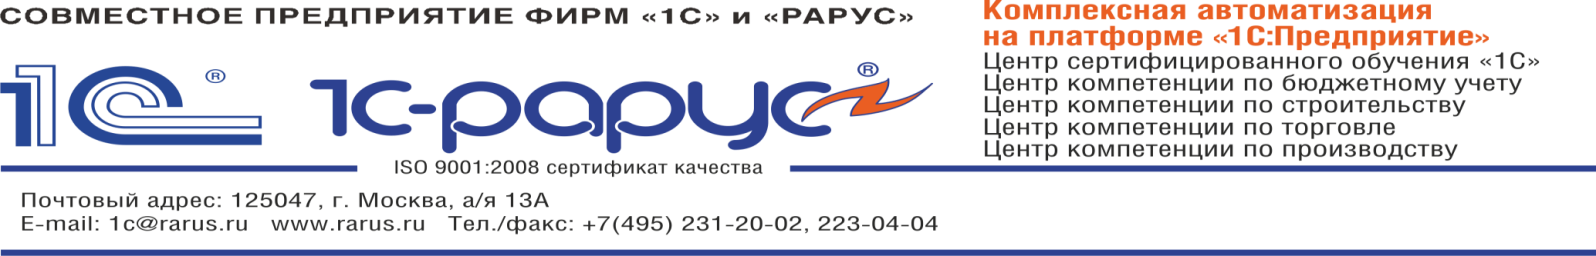 СОВМЕСТНОЕ ПРЕДПРИЯТИЕ ФИРМ «1С» и «РАРУС»
1С ®
1С-рарус ®
ISO 9001:2008 сертификат качества
Комплексная автоматизация
на платформе «1С:Предприятие»
Центр сертифицированного обучения «1С»
Центр компетенции по бюджетному учету
Центр компетенции по строительству
Центр компетенции по торговле
Центр компетенции по производству
Почтовый адрес: 125047, г. Москва, а/я 13А
E-mail: 1c@rarus.ru www.rarus.ru Тел./факс: +7(495) 231-20-02, 223-04-04